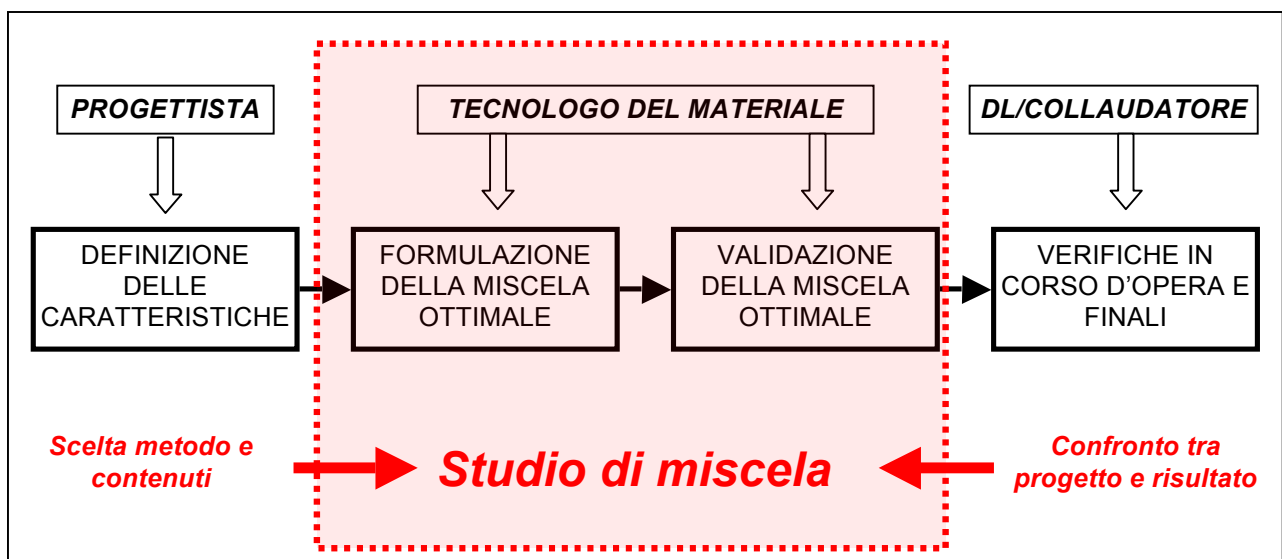 PROGETTISTA
TECNOLOGO DEL MATERIALE
DL/COLLAUDATORE
DEFINIZIONE
DELLE
CARATTERISTICHE
FORMULAZIONE
DELLA MISCELA
OTTIMALE
VALIDAZIONE
DELLA MISCELA
OTTIMALE
VERIFICHE IN
CORSO D’OPERA E
FINALI
Scelta metodo e
contenuti
Studio di miscela
Confronto tra
progetto e risultato